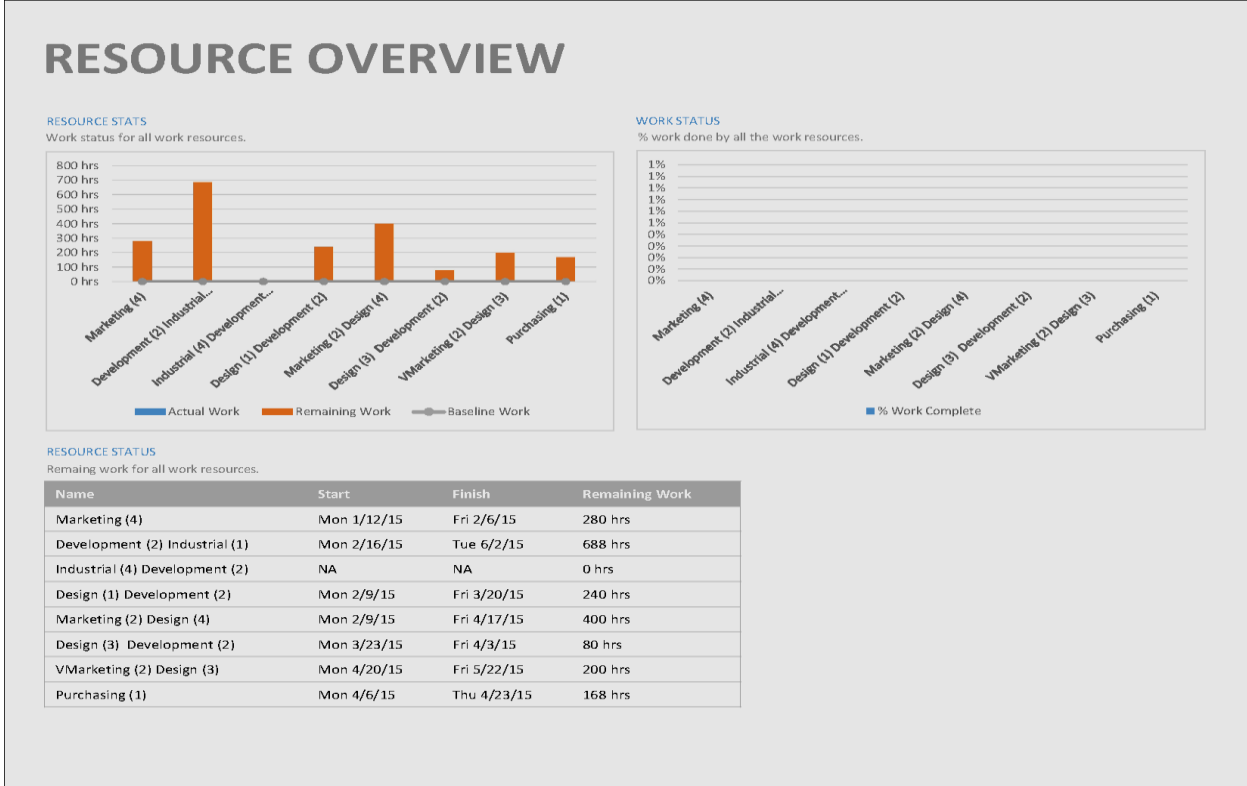 RESOURCE OVERVIEW
RESOURCE STATS
Work status for all work resources.
800 hrs
700 hrs
600 hrs
500 hrs
400 hrs
300 hrs
200 hrs
100 hrs
0 hrs
Marketing (4)
Development (2) Industrial...
Industrial (4) Development...
Design (1) Development (2)
Marketing (2) Design (4)
Design (3)  Development (2)
VMarketing (2) Design (3)
Purchasing (1)
Actual Work Remaining Work Baseline Work
WORK STATUS
% work done by all the work resources.
1%
1%
1%
1%
1%
1%
0%
0%
0%
0%
0%
Marketing (4)
Development (2) Industrial...
Industrial (4) Development...
Design (1) Development (2)
Marketing (2) Design (4)
Design (3)  Development (2)
VMarketing (2) Design (3)
Purchasing (1)
% Work Complete
RESOURCE STATUS
Remaing work for all work resources.
Name Start Finish Remaining Work
Marketing (4) Mon 1/12/15 Fri 2/6/15 280 hrs
Development (2) Industrial (1) Mon 2/16/15 Tue 6/2/15 688 hrs
Industrial (4) Development (2) NA NA 0 hrs
Design (1) Development (2) Mon 2/9/15 Fri 3/20/15 240 hrs
Marketing (2) Design (4) Mon 2/9/15 Fri 4/17/15 400 hrs
Design (3)  Development (2) Mon 3/23/15 Fri 4/3/15 80 hrs
VMarketing (2) Design (3) Mon 4/20/15 Fri 5/22/15 200 hrs
Purchasing (1) Mon 4/6/15 Thu 4/23/15 168 hrs